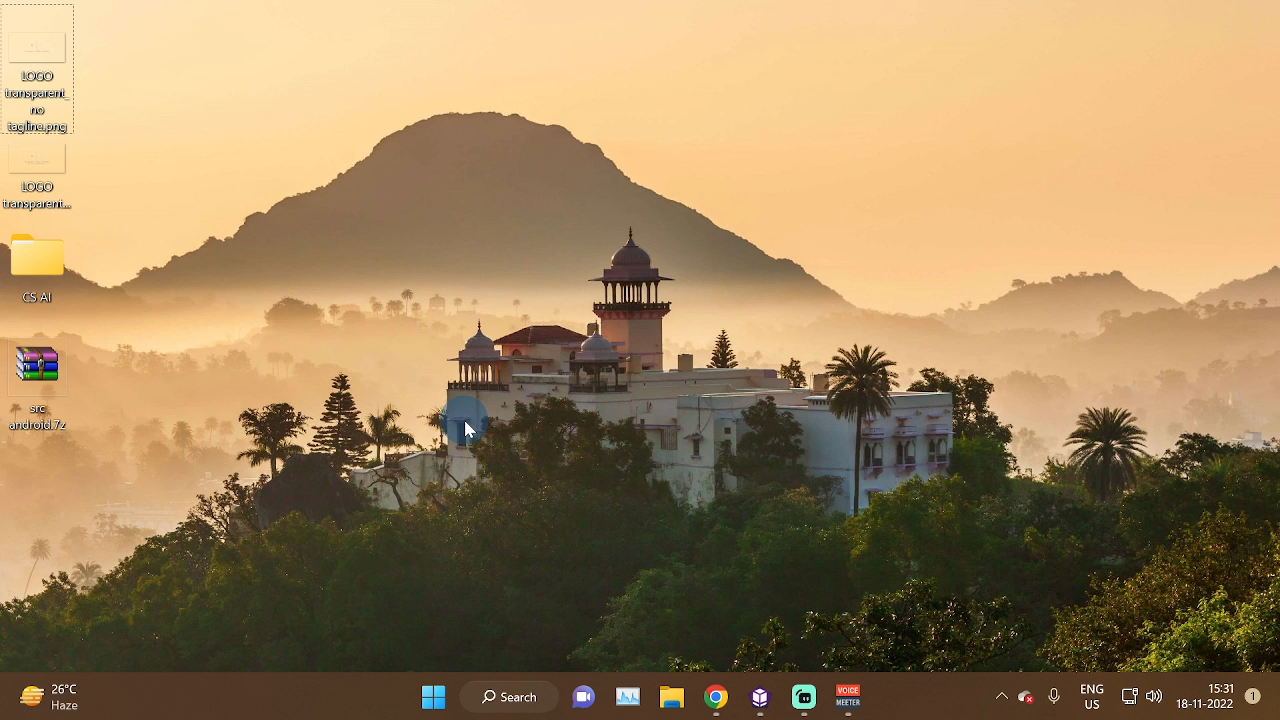 LOGO
transparent_
no
tagline.png
LOGO
transparent...
CS AI
src
android.7z
26°C
Haze
Search
VOICE
MEETER
ENG
US
15:31
18-11-2022
1